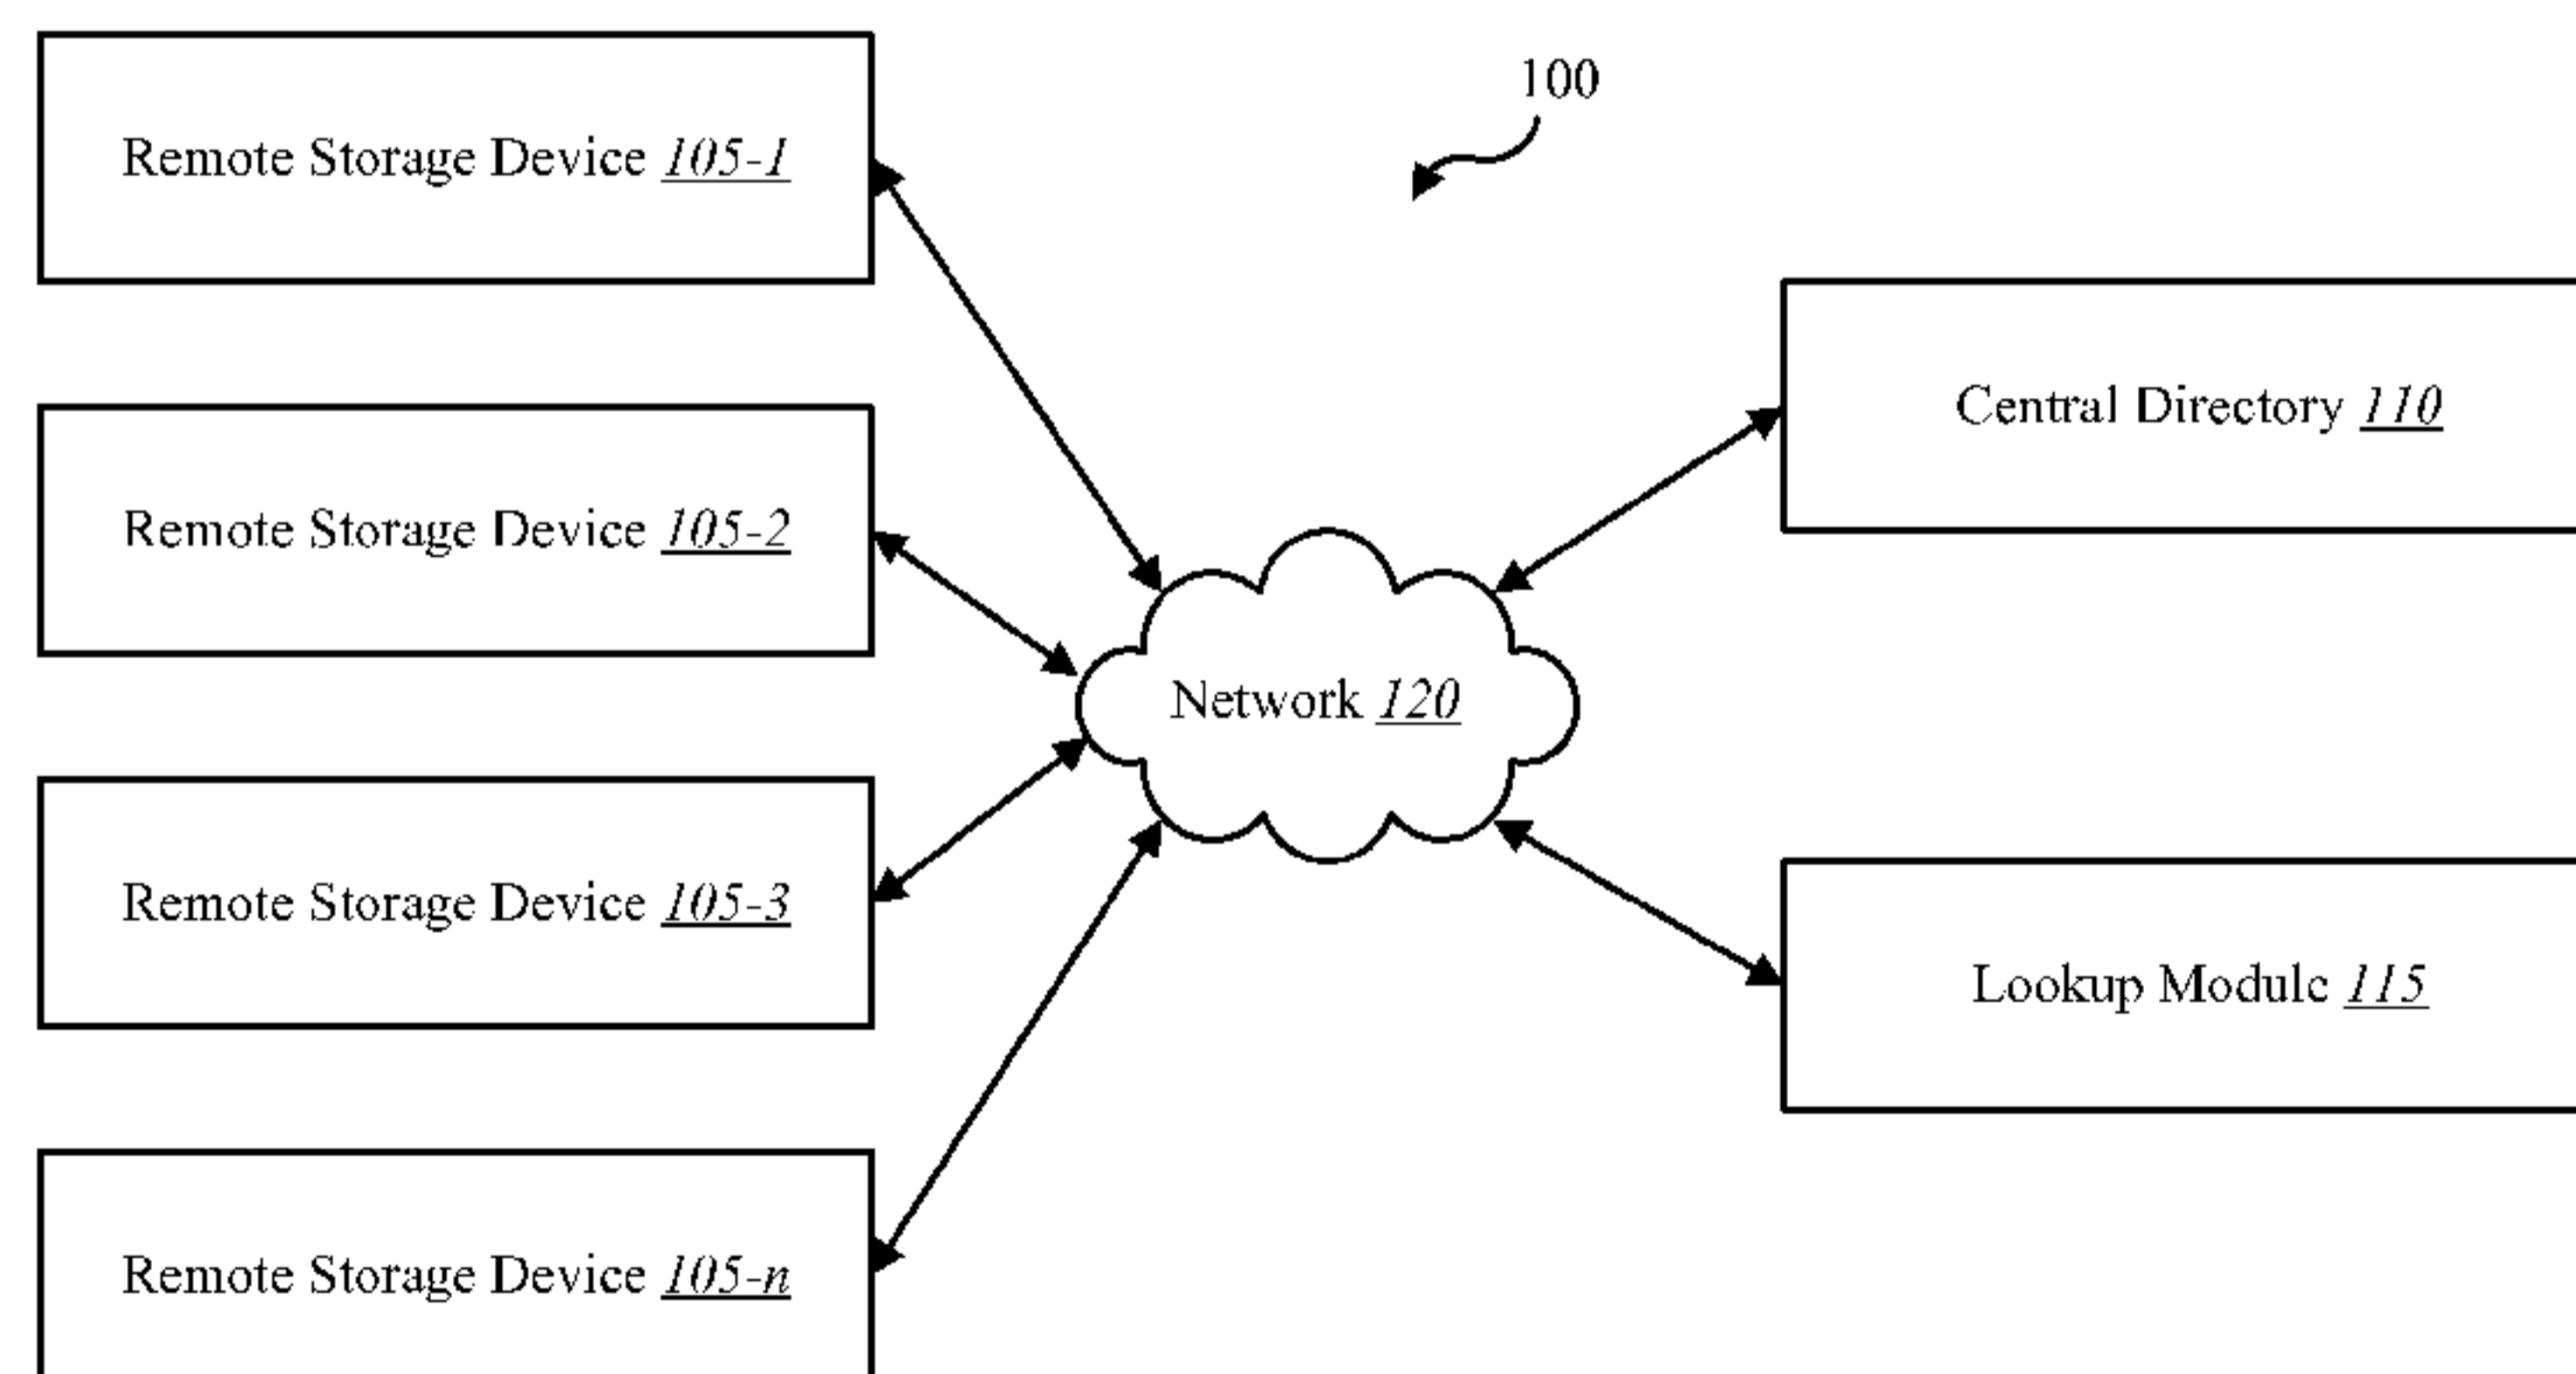 Remote Storage Device 105-1
100
Central Directory 110
Remote Storage Device 105-2
Network 120
Remote Storage Device 105-3
Lookup Module 115
Remote Storage Device 105-n